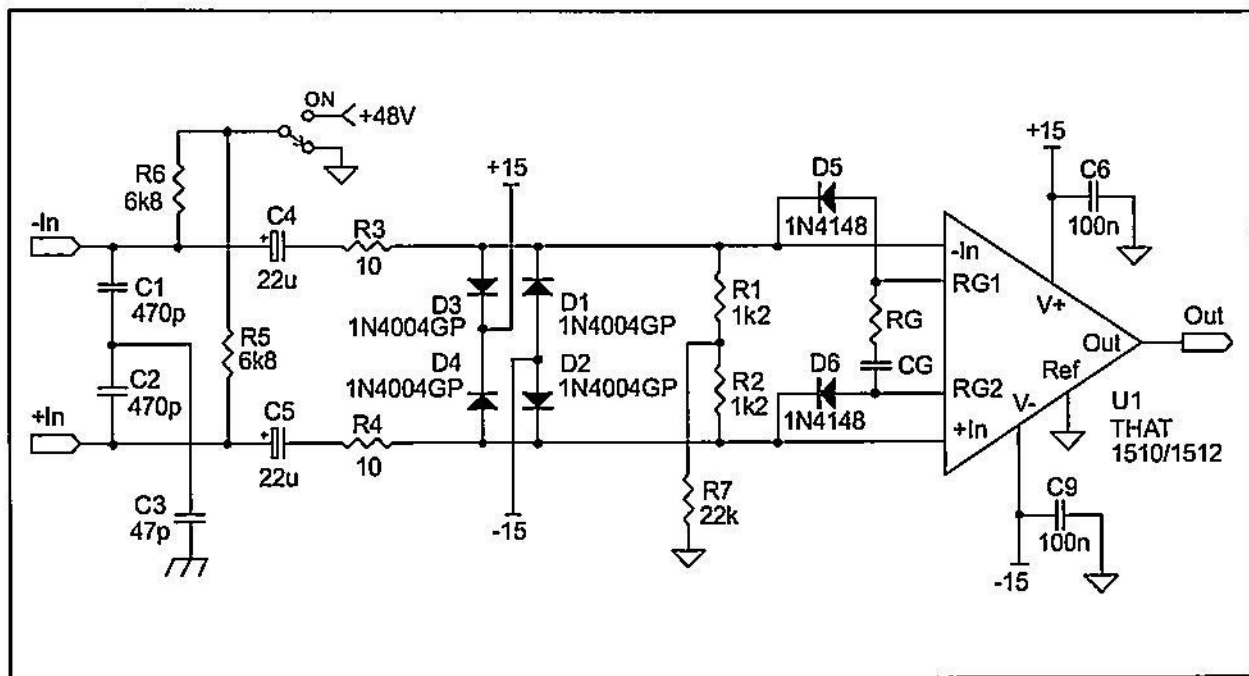 ON
+48V
R6
6k8
-In
C4
+
22u
R3
10
+15
D5
1N4148
+15
C6
100n
C1
470p
R5
6k8
D3
1N4004GP
D1
1N4004GP
R1
1k2
-In
RG1
V+
RG
CG
Out
Out
C2
470p
D4
1N4004GP
D2
1N4004GP
R2
1k2
D6
1N4148
RG2
Ref
V-
+In
+In
C5
+
22u
R4
10
U1
THAT
1510/1512
C3
47p
-15
R7
22k
C9
100n
-15